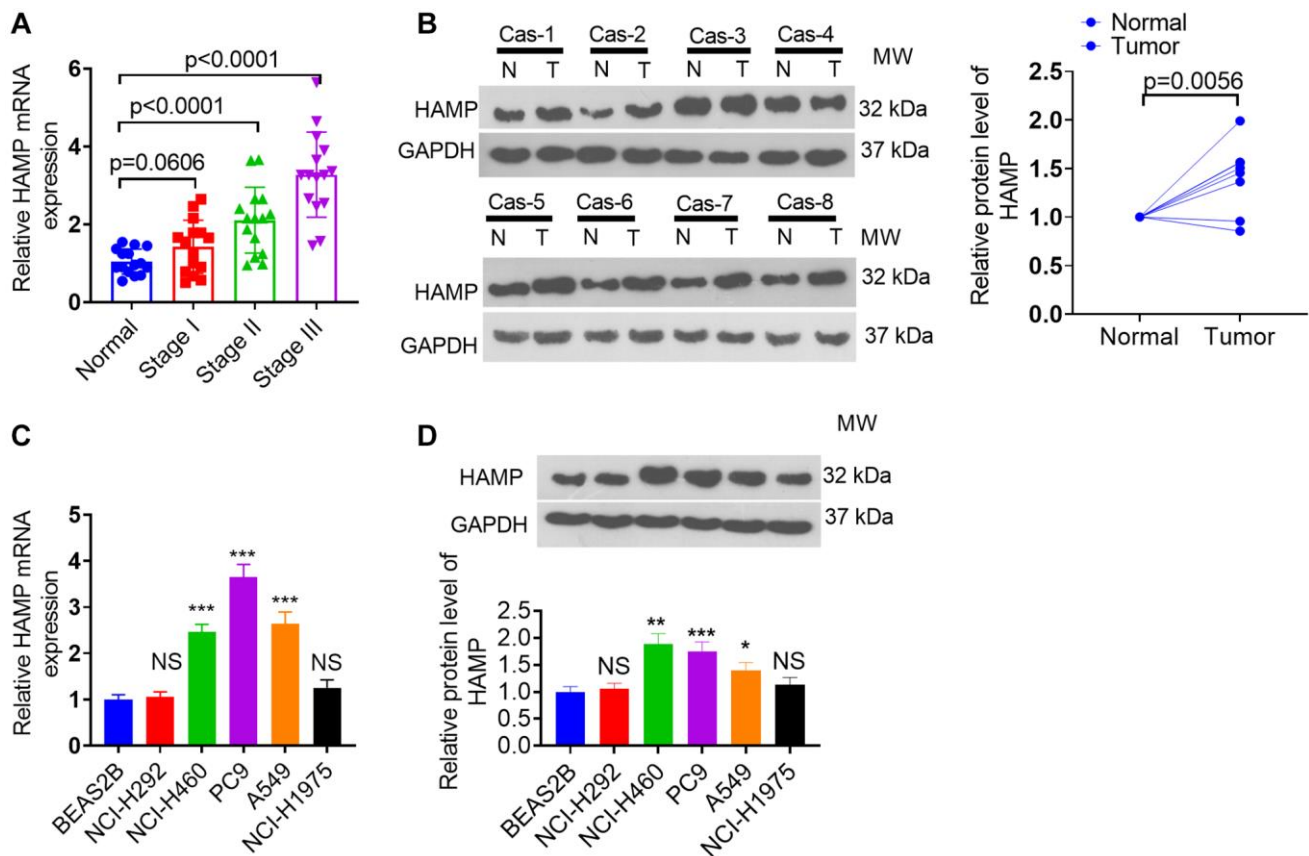 A
Relative HAMP mRNA
expression
6
4
2
0
p<0.0001
p<0.0001
p=0.0606
Normal
Stage I
Stage II
Stage III
B
Cas-1 Cas-2 Cas-3 Cas-4
N T N T N T N T MW
HAMP 32 kDa
GAPDH 37 kDa
Cas-5 Cas-6 Cas-7 Cas-8
N T N T N T N T MW
HAMP 32 kDa
GAPDH 37 kDa
Normal
Tumor
Relative protein level of
HAMP
2.5
2.0
1.5
1.0
0.5
0.0
p=0.0056
Normal Tumor
C
Relative HAMP mRNA
expression
5
4
3
2
1
0
NS *** *** *** NS
BEAS2B
NCI-H292
NCI-H460
PC9
A549
NCI-H1975
D
MW
HAMP 32 kDa
GAPDH 37 kDa
Relative protein level of
HAMP
2.5
2.0
1.5
1.0
0.5
0.0
NS ** *** * NS
BEAS2B
NCI-H292
NCI-H460
PC9
A549
NCI-H1975